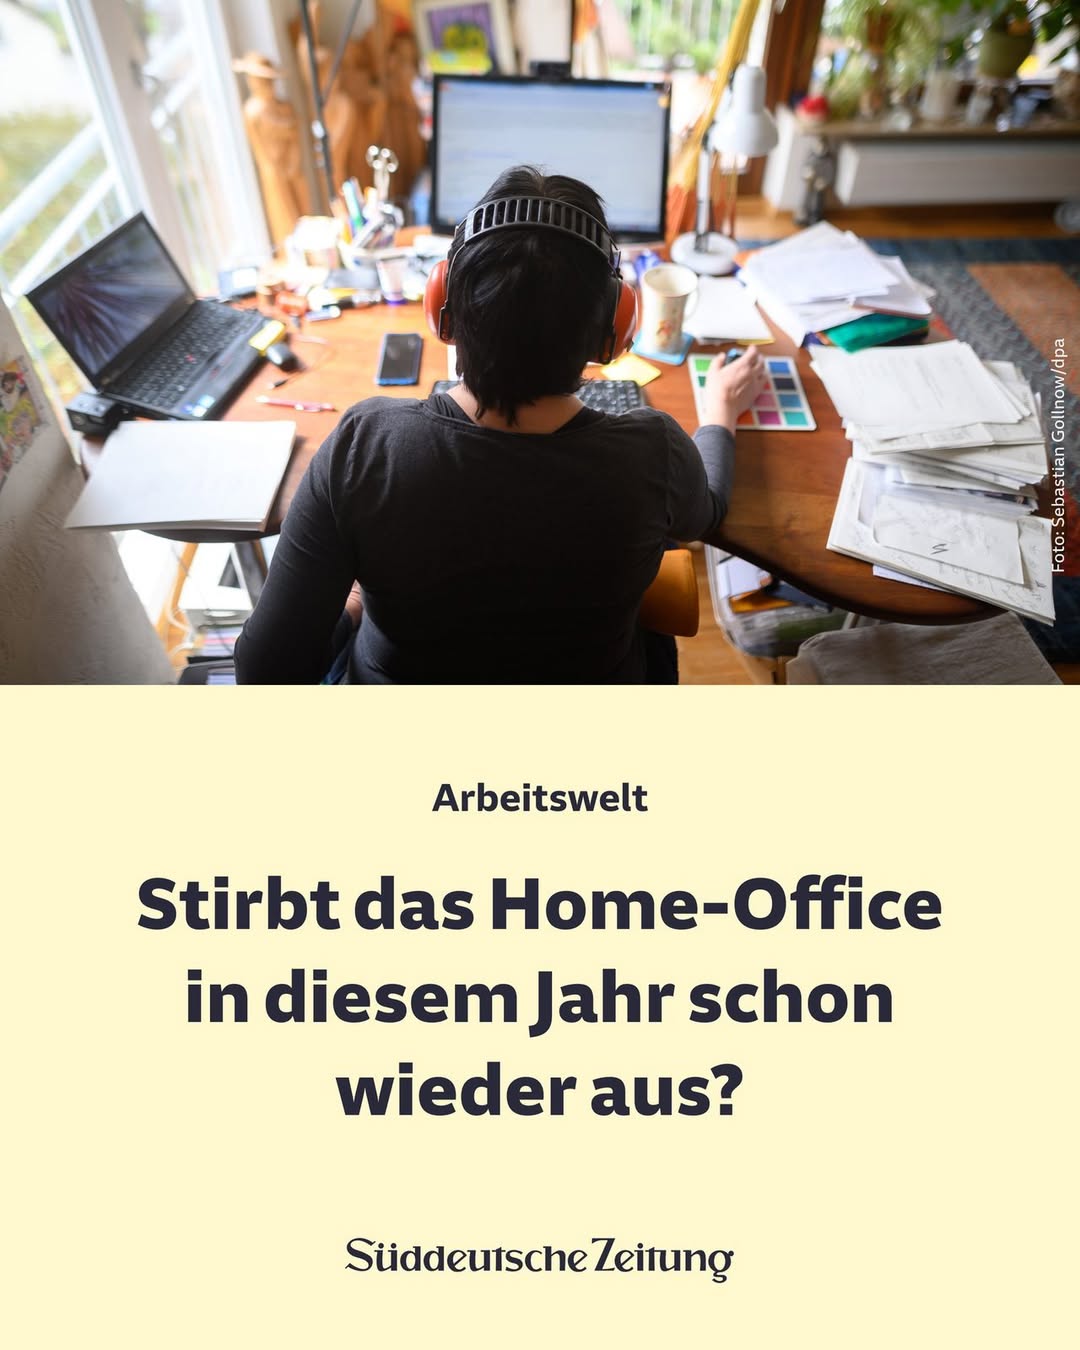 Foto: Sebastian Gollnow/dpa
Arbeitswelt
Stirbt das Home-Office
in diesem Jahr schon
wieder aus?
Süddeutsche Zeitung